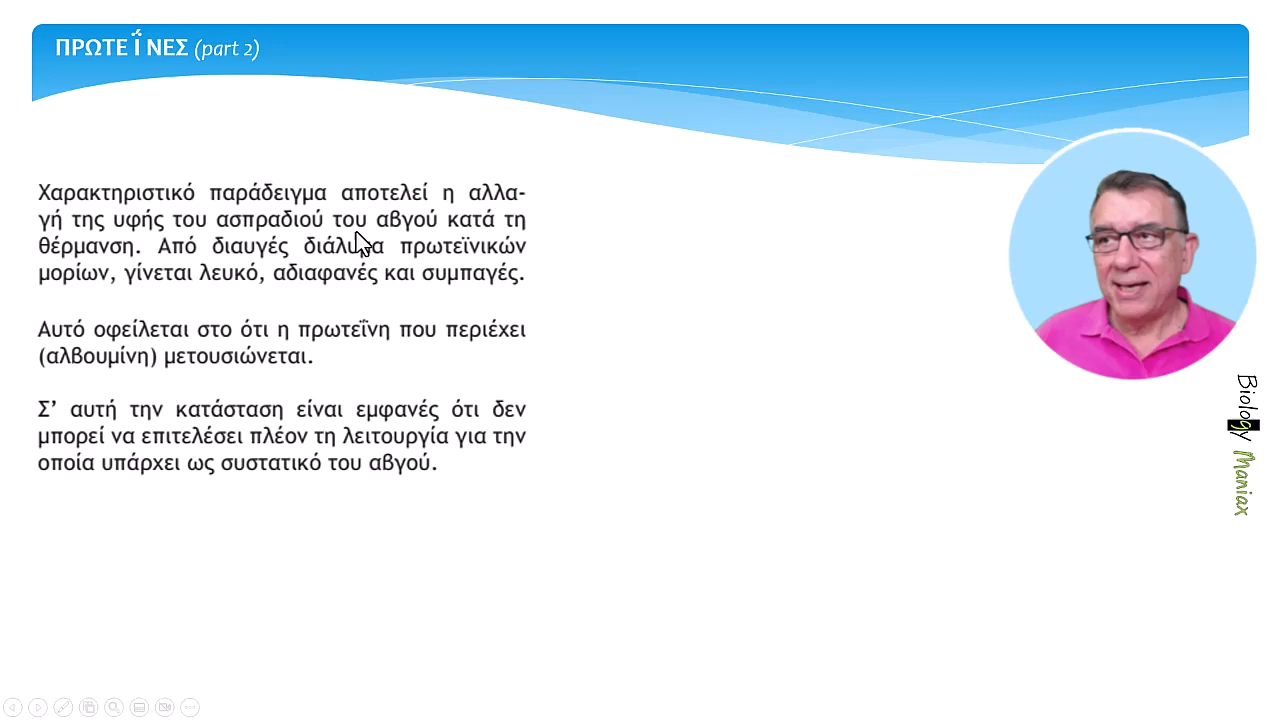 ΠΡΩΤΕΪ́ΝΕΣ (part 2)
Χαρακτηριστικό παράδειγμα αποτελεί η αλλα-
γή της υφής του ασπραδιού του αβγού κατά τη
θέρμανση. Από διαυγές διάλυμα πρωτεϊνικών
μορίων, γίνεται λευκό, αδιαφανές και συμπαγές.
Αυτό οφείλεται στο ότι η πρωτεΐνη που περιέχει
(αλβουμίνη) μετουσιώνεται.
Σ’ αυτή την κατάσταση είναι εμφανές ότι δεν
μπορεί να επιτελέσει πλέον τη λειτουργία για την
οποία υπάρχει ως συστατικό του αβγού.
Biology Maniax